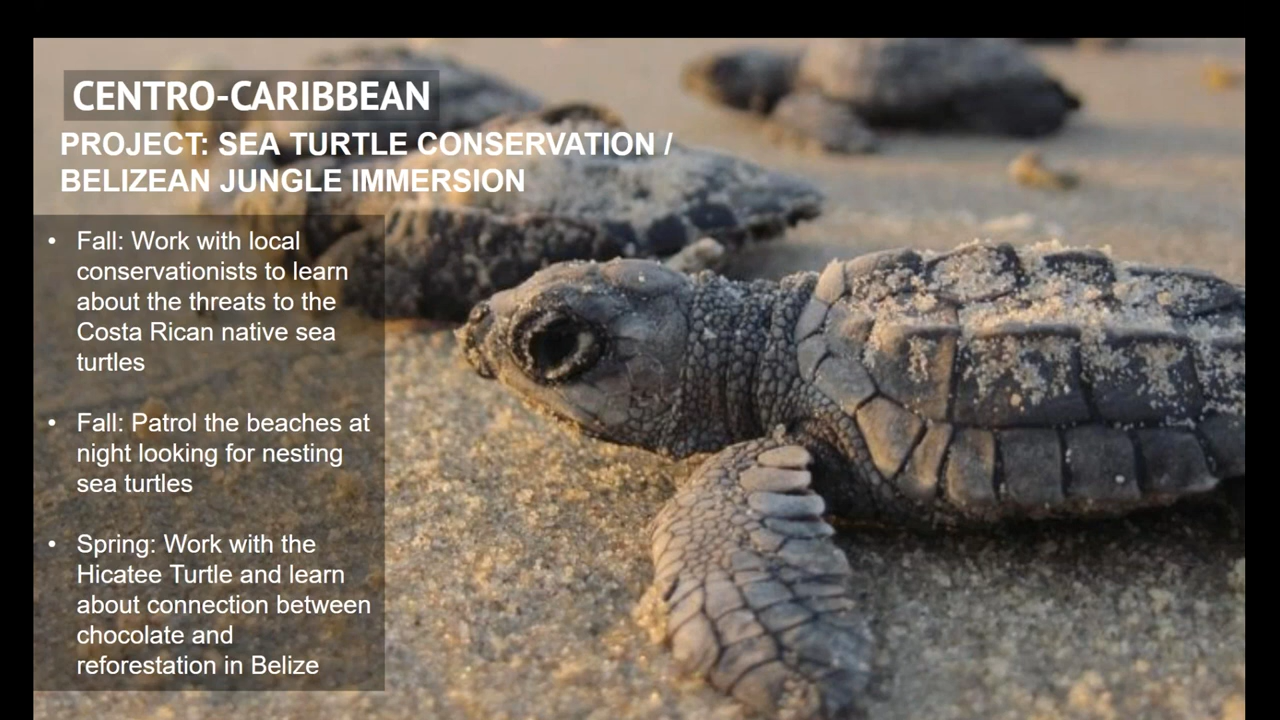 CENTRO-CARIBBEAN
PROJECT: SEA TURTLE CONSERVATION /
BELIZEAN JUNGLE IMMERSION
• Fall: Work with local
conservationists to learn
about the threats to the
Costa Rican native sea
turtles
• Fall: Patrol the beaches at
night looking for nesting
sea turtles
• Spring: Work with the
Hicatee Turtle and learn
about connection between
chocolate and
reforestation in Belize